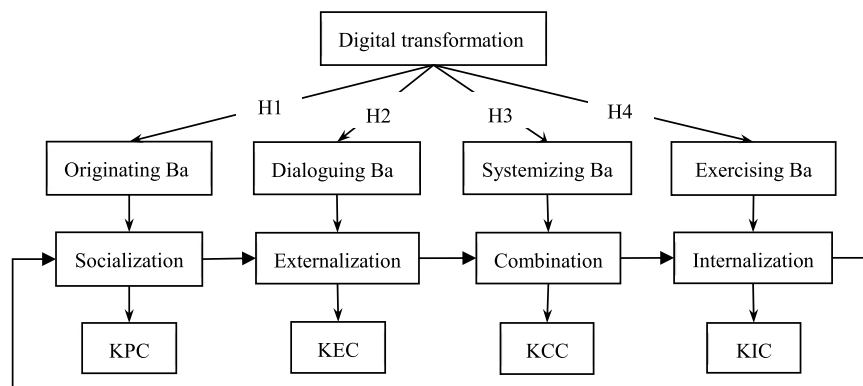 Digital transformation
H1
H2
H3
H4
Originating Ba
Dialoguing Ba
Systemizing Ba
Exercising Ba
Socialization
Externalization
Combination
Internalization
KPC
KEC
KCC
KIC